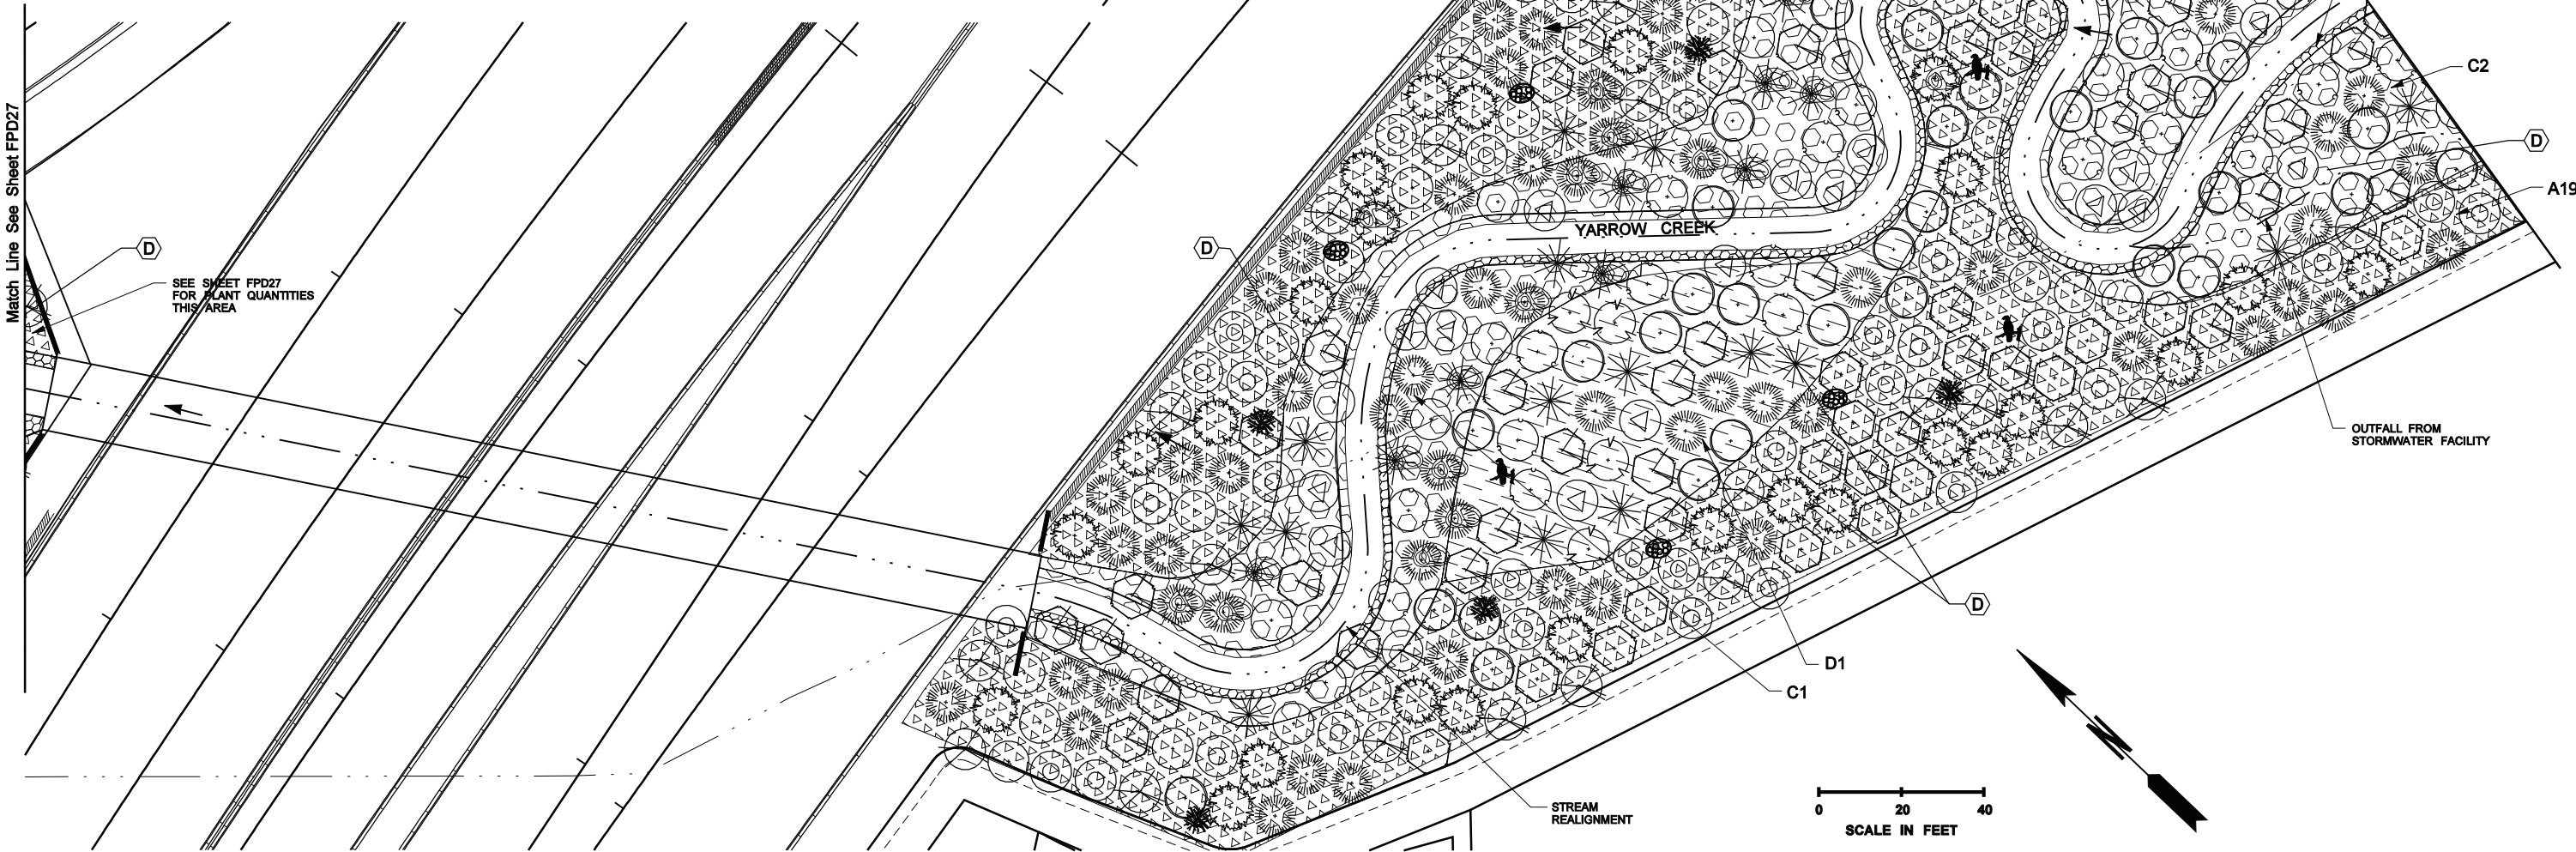 Match Line See Sheet FPD27
D
SEE SHEET FPD27
FOR PLANT QUANTITIES
THIS AREA
D
YARROW CREEK
C2
D
A19
OUTFALL FROM
STORMWATER FACILITY
D
D1
C1
STREAM
REALIGNMENT
0 20 40
SCALE IN FEET
N